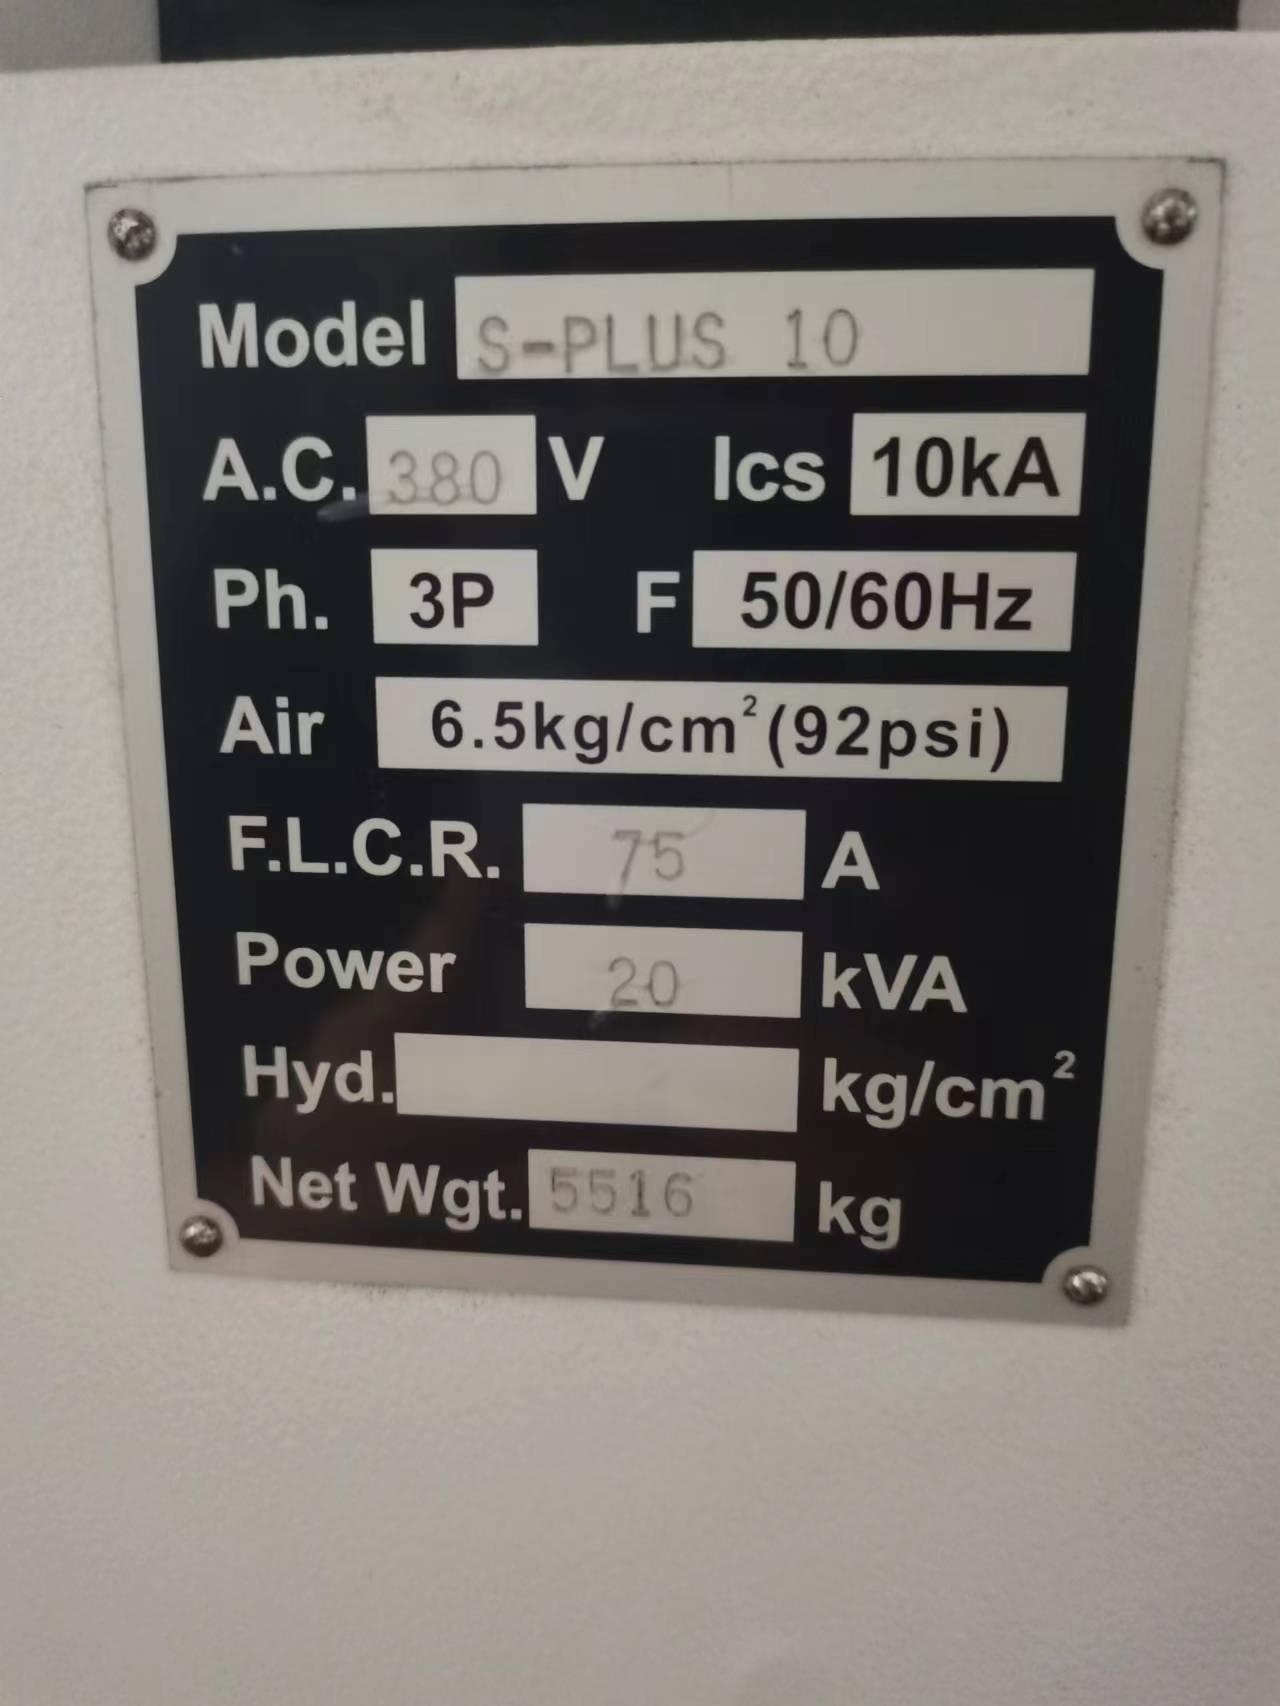 Model S-PLUS 10
A.C. 380 V Ics 10kA
Ph. 3P F 50/60Hz
Air 6.5kg/cm²(92psi)
F.L.C.R. 75 A
Power 20 kVA
Hyd. kg/cm²
Net Wgt. 5516 kg